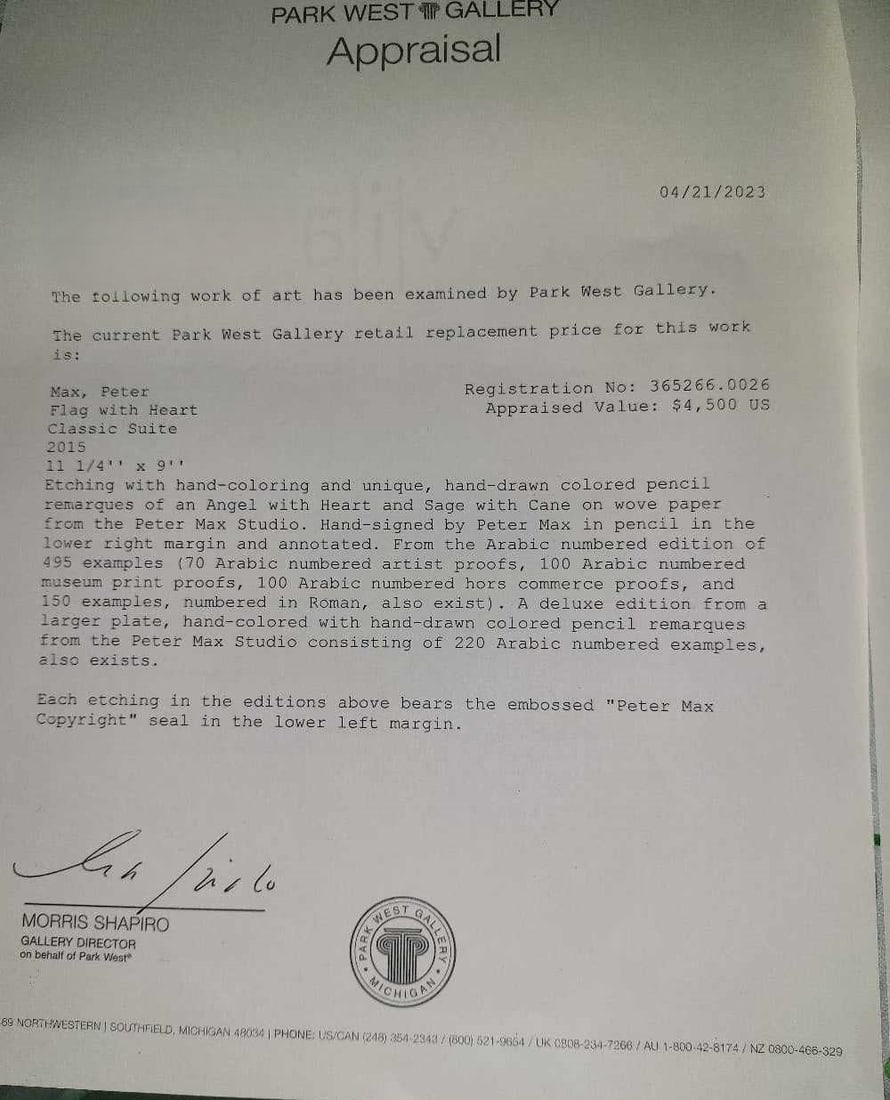 PARK WEST GALLERY
Appraisal
04/21/2023
The following work of art has been examined by Park West Gallery.
The current Park West Gallery retail replacement price for this work
is:
Max, Peter
Registration No: 365266.0026
Flag with Heart
Appraised Value: $4,500 US
Classic Suite
2015
11 1/4'' x 9''
Etching with hand-coloring and unique, hand-drawn colored pencil
remarques of an Angel with Heart and Sage with Cane on wove paper
from the Peter Max Studio. Hand-signed by Peter Max in pencil in the
lower right margin and annotated. From the Arabic numbered edition of
495 examples (70 Arabic numbered artist proofs, 100 Arabic numbered
museum print proofs, 100 Arabic numbered hors commerce proofs, and
150 examples, numbered in Roman, also exist). A deluxe edition from a
larger plate, hand-colored with hand-drawn colored pencil remarques
from the Peter Max Studio consisting of 220 Arabic numbered examples,
also exists.
Each etching in the editions above bears the embossed "Peter Max
Copyright" seal in the lower left margin.
MORRIS SHAPIRO
GALLERY DIRECTOR
on behalf of Park West®
PARK WEST GALLERY
• MICHIGAN •
69 NORTHWESTERN | SOUTHFIELD, MICHIGAN 48034 | PHONE: US/CAN (248) 354-2343 / (800) 521-9654 / UK 0808-234-7266 / AU 1-800-42-8174 / NZ 0800-466-329